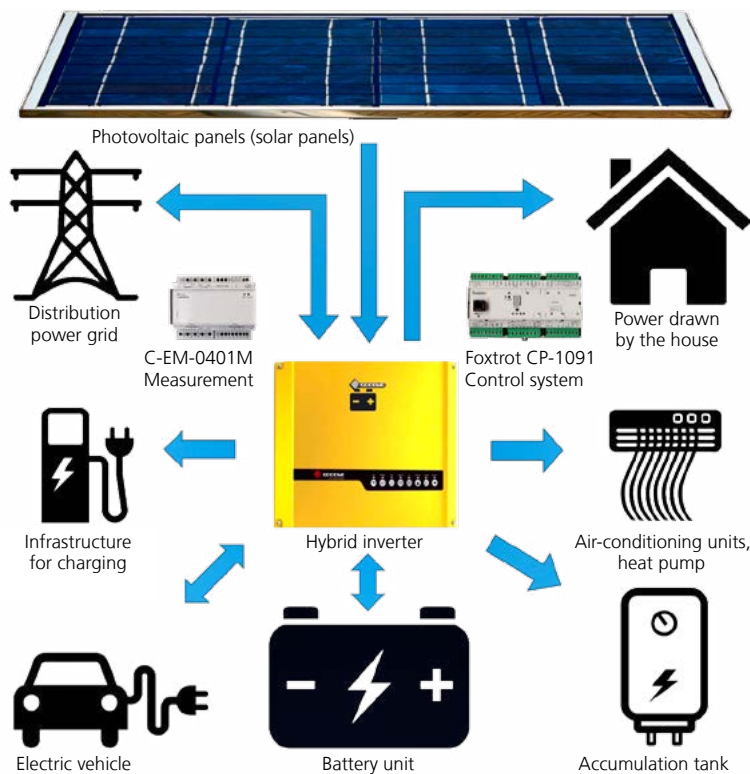 Photovoltaic panels (solar panels)
Distribution
power grid
C-EM-0401M
Measurement
Foxtrot CP-1091
Control system
Power drawn
by the house
Infrastructure
for charging
Hybrid inverter
Air-conditioning units,
heat pump
Electric vehicle
Battery unit
Accumulation tank